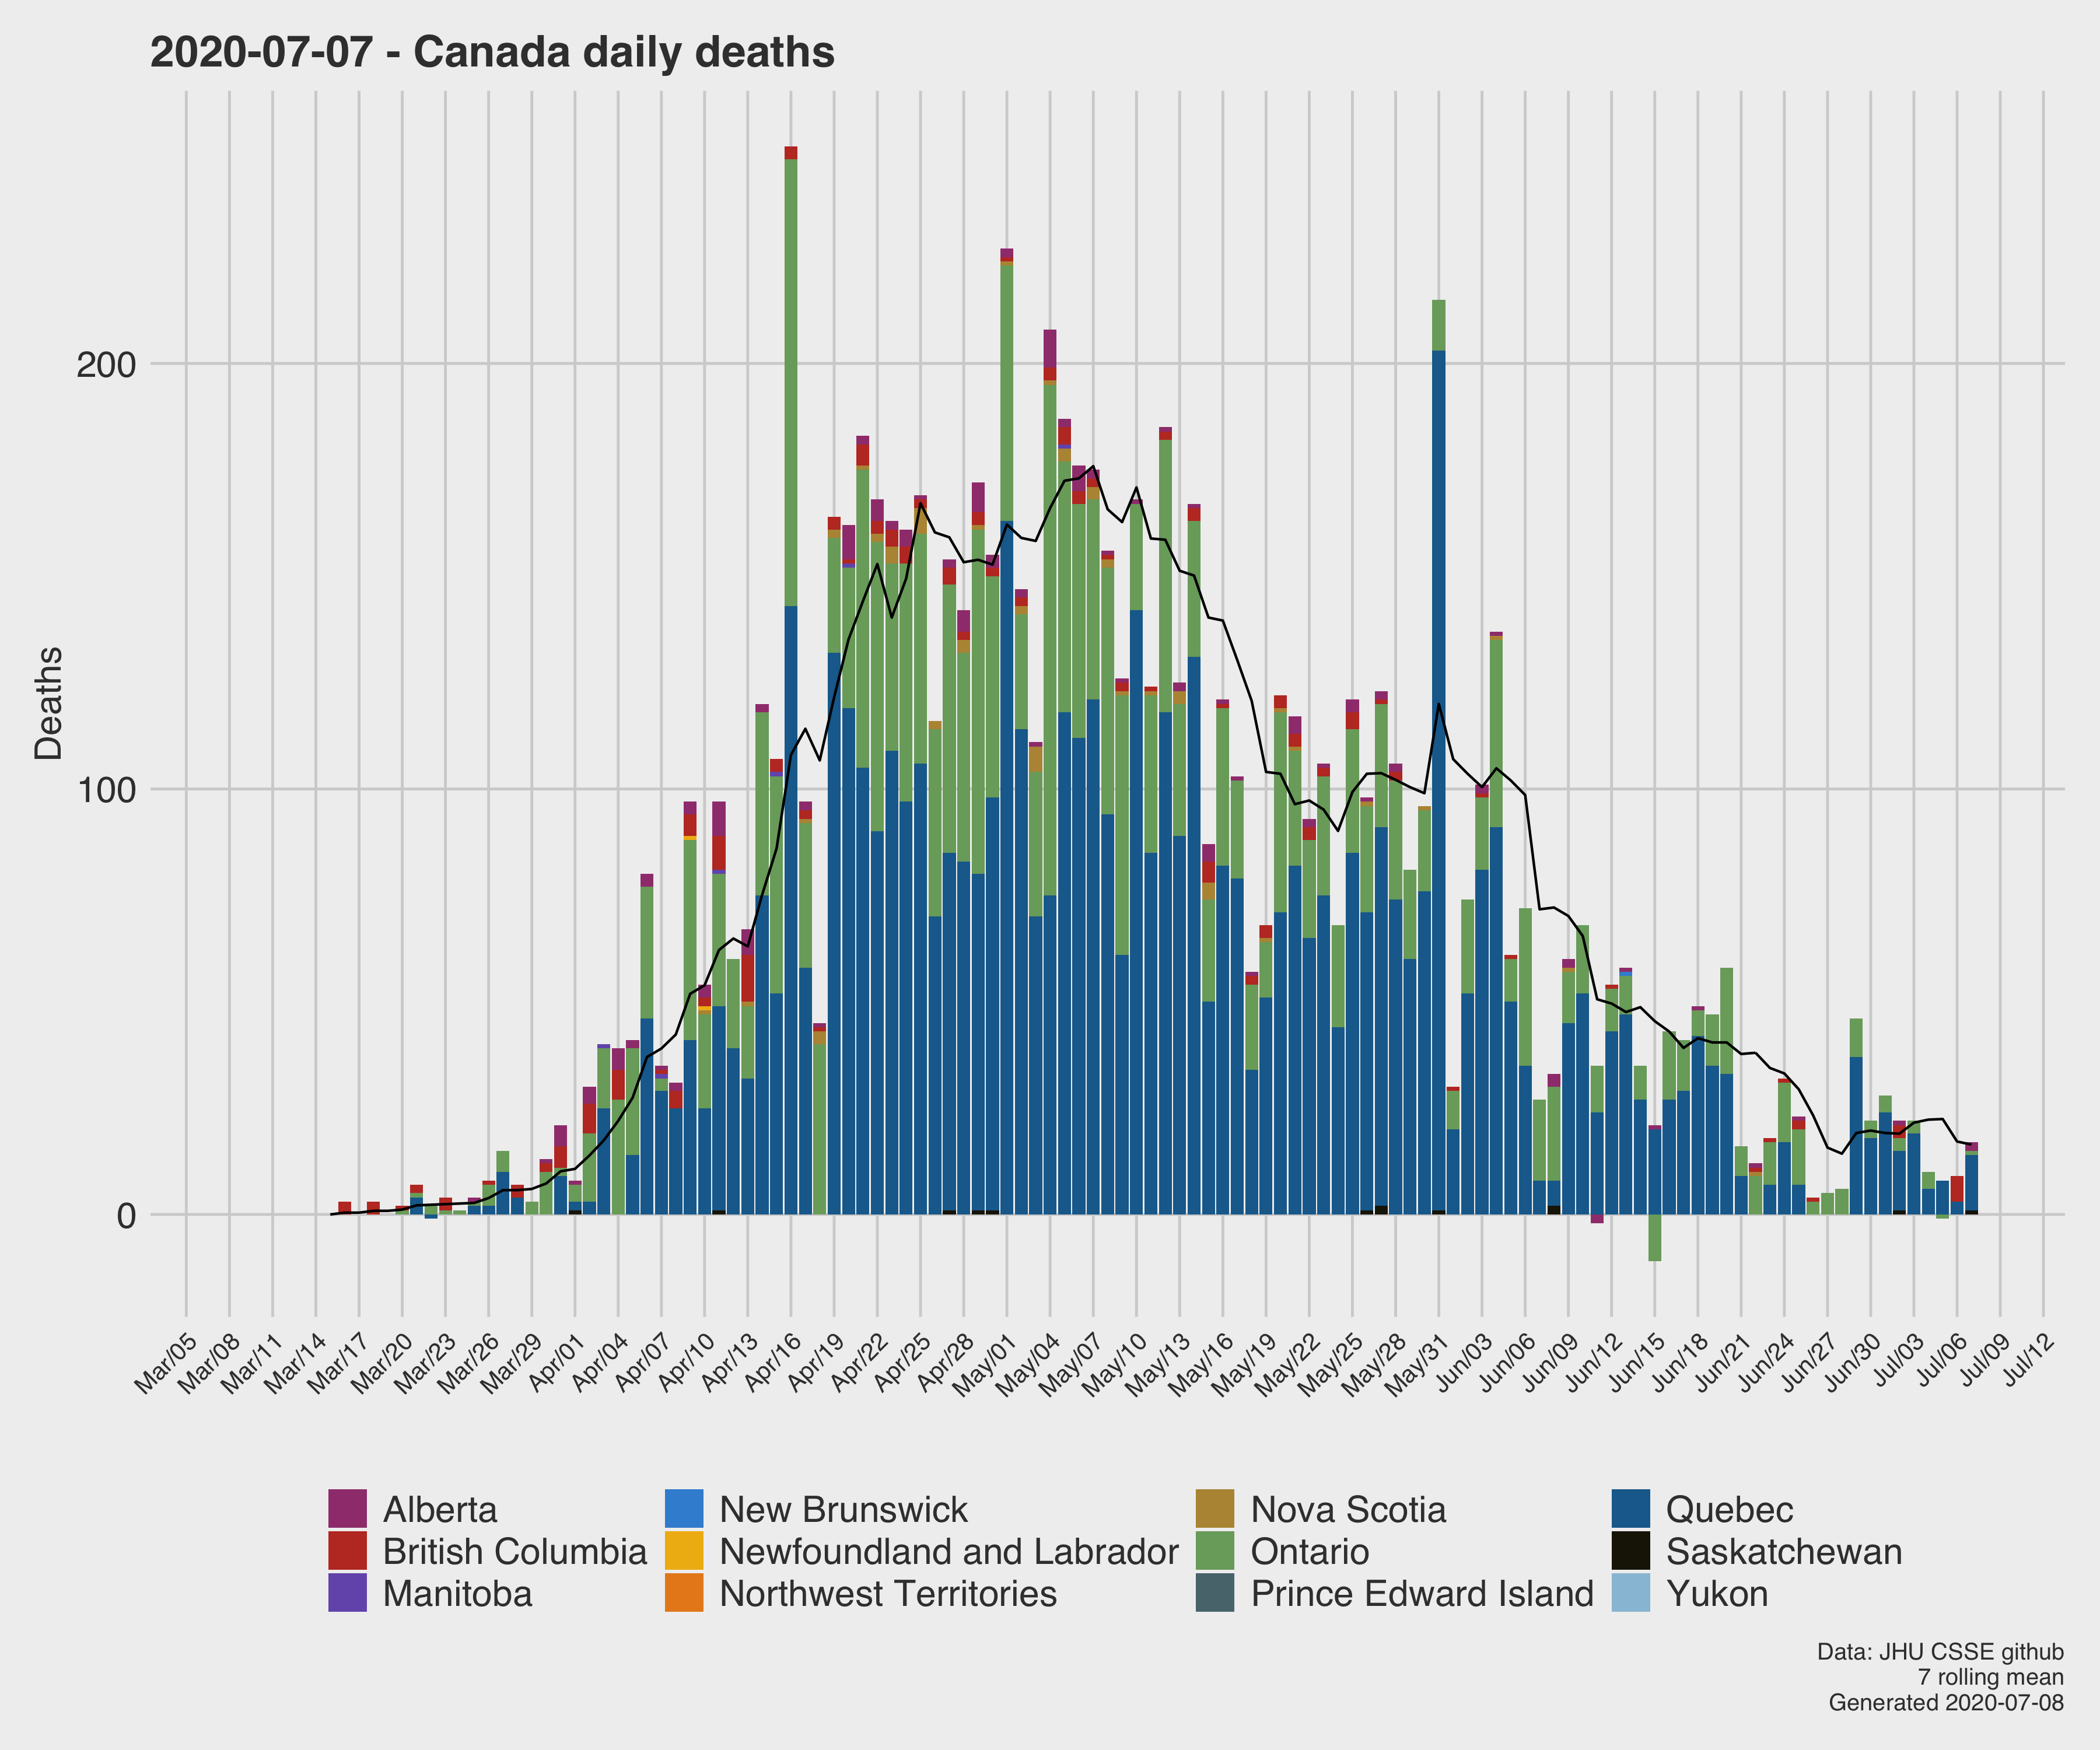 2020-07-07 - Canada daily deaths
Deaths
200
100
0
Mar/05 Mar/08 Mar/11 Mar/14 Mar/17 Mar/20 Mar/23 Mar/26 Mar/29 Apr/01 Apr/04 Apr/07 Apr/10 Apr/13 Apr/16 Apr/19 Apr/22 Apr/25 Apr/28 May/01 May/04 May/07 May/10 May/13 May/16 May/19 May/22 May/25 May/28 May/31 Jun/03 Jun/06 Jun/09 Jun/12 Jun/15 Jun/18 Jun/21 Jun/24 Jun/27 Jun/30 Jul/03 Jul/06 Jul/09 Jul/12
Alberta New Brunswick Nova Scotia Quebec
British Columbia Newfoundland and Labrador Ontario Saskatchewan
Manitoba Northwest Territories Prince Edward Island Yukon
Data: JHU CSSE github
7 rolling mean
Generated 2020-07-08